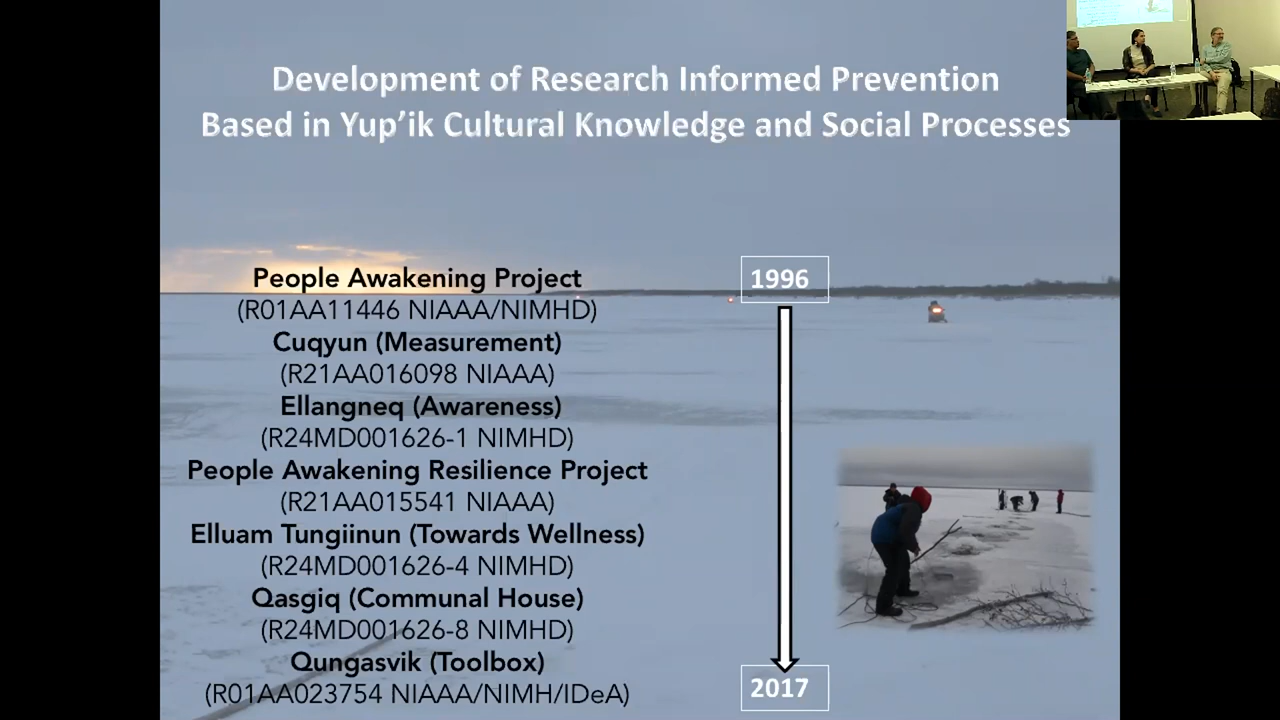 Development of Research Informed Prevention
Based in Yup’ik Cultural Knowledge and Social Processes
People Awakening Project
(R01AA11446 NIAAA/NIMHD)
Cuqyun (Measurement)
(R21AA016098 NIAAA)
Ellangneq (Awareness)
(R24MD001626-1 NIMHD)
People Awakening Resilience Project
(R21AA015541 NIAAA)
Elluam Tungiinun (Towards Wellness)
(R24MD001626-4 NIMHD)
Qasgiq (Communal House)
(R24MD001626-8 NIMHD)
Qungasvik (Toolbox)
(R01AA023754 NIAAA/NIMH/IDeA)
1996
2017